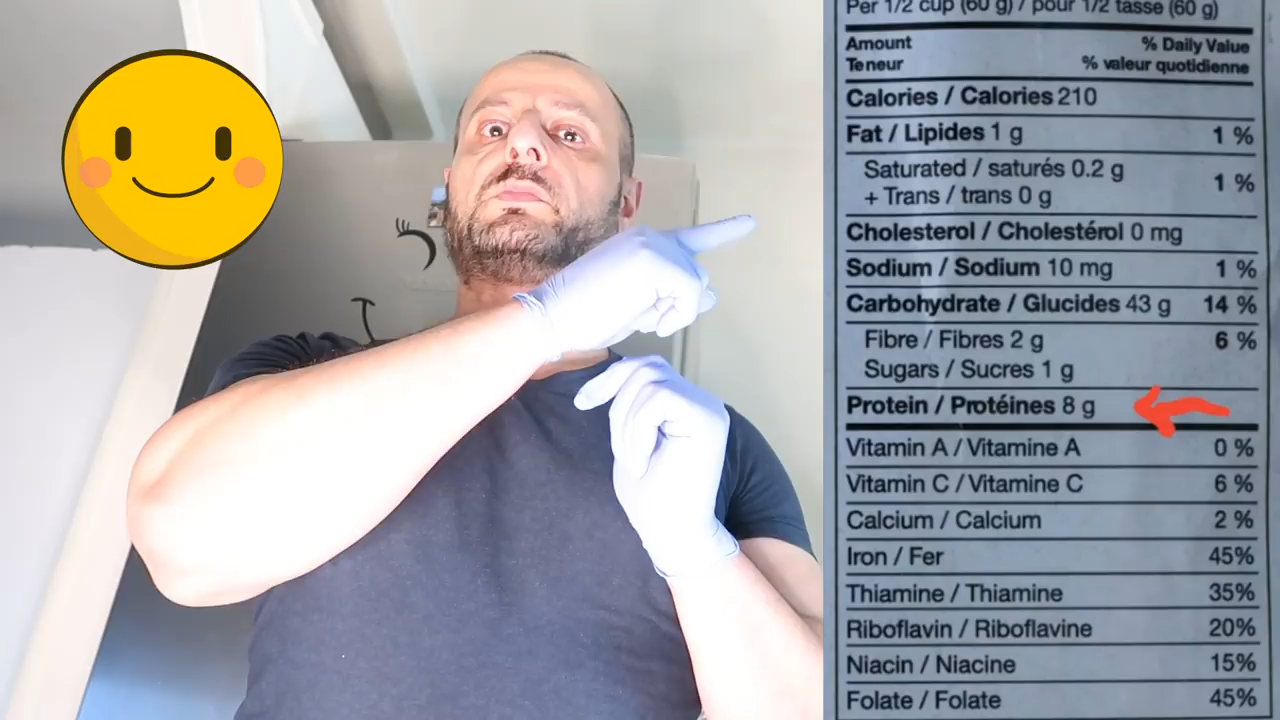 Per 1/2 cup (60 g) / pour 1/2 tasse (60 g)
Amount % Daily Value
Teneur % valeur quotidienne
Calories / Calories 210
Fat / Lipides 1 g 1 %
Saturated / saturés 0.2 g
+ Trans / trans 0 g 1 %
Cholesterol / Cholestérol 0 mg
Sodium / Sodium 10 mg 1 %
Carbohydrate / Glucides 43 g 14 %
Fibre / Fibres 2 g 6 %
Sugars / Sucres 1 g
Protein / Protéines 8 g
Vitamin A / Vitamine A 0 %
Vitamin C / Vitamine C 6 %
Calcium / Calcium 2 %
Iron / Fer 45%
Thiamine / Thiamine 35%
Riboflavin / Riboflavine 20%
Niacin / Niacine 15%
Folate / Folate 45%